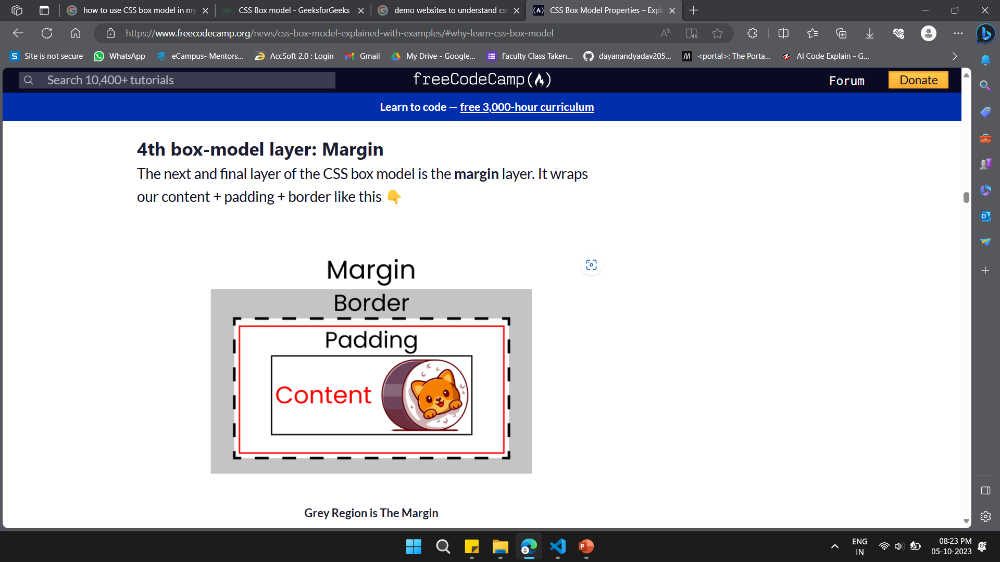 how to use CSS box model in my
CSS Box model - GeeksforGeeks
demo websites to understand cs
CSS Box Model Properties – Expl
https://www.freecodecamp.org/news/css-box-model-explained-with-examples/#why-learn-css-box-model
Site is not secure
WhatsApp
eCampus- Mentors...
AccSoft 2.0 : Login
Gmail
My Drive - Google...
Faculty Class Taken...
dayanandyadav205...
<portal>: The Porta...
AI Code Explain - G...
Search 10,400+ tutorials
freeCodeCamp
Forum
Donate
Learn to code — free 3,000-hour curriculum
4th box-model layer: Margin
The next and final layer of the CSS box model is the margin layer. It wraps
our content + padding + border like this 👇
Margin
Border
Padding
Content
Grey Region is The Margin
ENG
IN
08:23 PM
05-10-2023